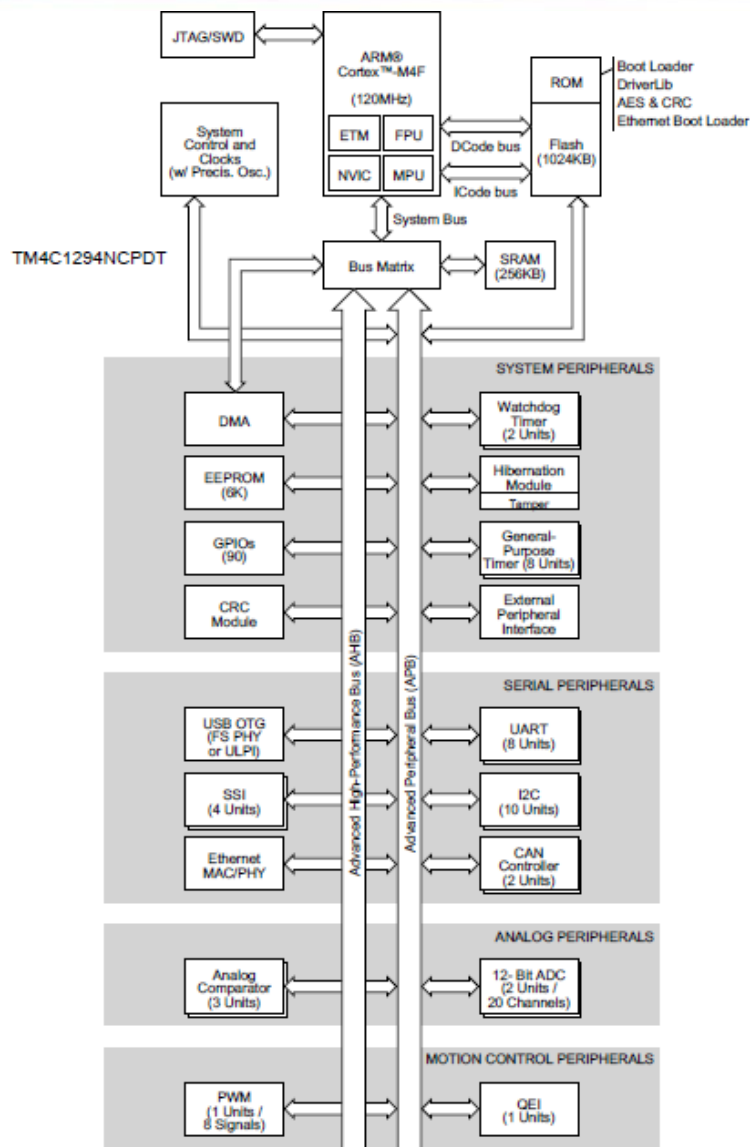 JTAG/SWD
ARM®
Cortex™-M4F
(120MHz)
ETM
FPU
NVIC
MPU
ROM
Flash
(1024KB)
Boot Loader
DriverLib
AES & CRC
Ethernet Boot Loader
DCode bus
ICode bus
System
Control and
Clocks
(w/ Precis. Osc.)
System Bus
TM4C1294NCPDT
Bus Matrix
SRAM
(256KB)
SYSTEM PERIPHERALS
DMA
Watchdog
Timer
(2 Units)
EEPROM
(6K)
Hibernation
Module
Tamper
GPIOs
(90)
General-
Purpose
Timer (8 Units)
CRC
Module
External
Peripheral
Interface
Advanced High-Performance Bus (AHB)
Advanced Peripheral Bus (APB)
SERIAL PERIPHERALS
USB OTG
(FS PHY
or ULPI)
UART
(8 Units)
SSI
(4 Units)
I2C
(10 Units)
Ethernet
MAC/PHY
CAN
Controller
(2 Units)
ANALOG PERIPHERALS
Analog
Comparator
(3 Units)
12- Bit ADC
(2 Units /
20 Channels)
MOTION CONTROL PERIPHERALS
PWM
(1 Units /
8 Signals)
QEI
(1 Units)